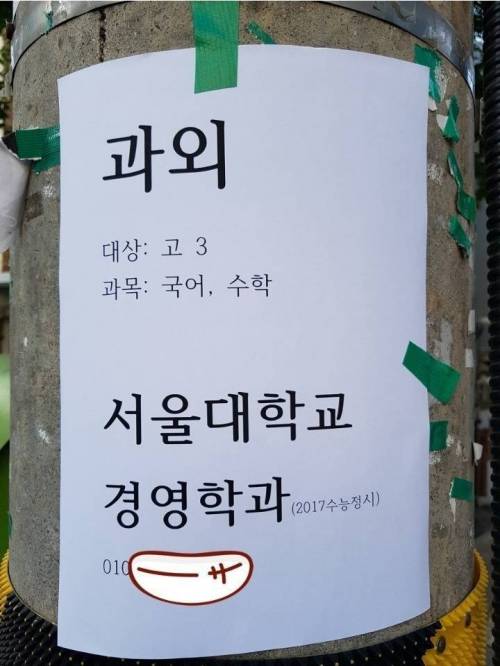 과외
대상: 고 3
과목: 국어, 수학
서울대학교
경영학과(2017수능정시)
010